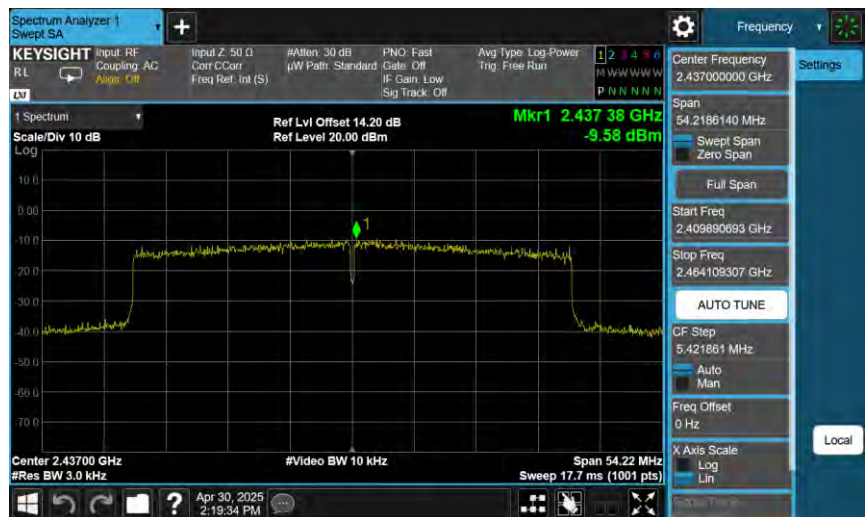 Spectrum Analyzer 1
Swept SA
+
Frequency
KEYSIGHT
RL
LXI
Input: RF
Coupling: AC
Align: Off
Input Z: 50 Ω
Corr CCorr
Freq Ref: Int (S)
#Atten: 30 dB
µW Path: Standard
PNO: Fast
Gate: Off
IF Gain: Low
Sig Track: Off
Avg Type: Log-Power
Trig: Free Run
1 2 3 4 5 6
M W W W W W
P N N N N N
1 Spectrum
Scale/Div 10 dB
Log
Ref Lvl Offset 14.20 dB
Ref Level 20.00 dBm
Mkr1 2.437 38 GHz
-9.58 dBm
10.0
0.00
-10.0
-20.0
-30.0
-40.0
-50.0
-60.0
-70.0
1
Center 2.43700 GHz
#Res BW 3.0 kHz
#Video BW 10 kHz
Span 54.22 MHz
Sweep 17.7 ms (1001 pts)
Center Frequency
2.437000000 GHz
Settings
Span
54.2186140 MHz
Swept Span
Zero Span
Full Span
Start Freq
2.409890693 GHz
Stop Freq
2.464109307 GHz
AUTO TUNE
CF Step
5.421861 MHz
Auto
Man
Freq Offset
0 Hz
X Axis Scale
Log
Lin
Local
?
Apr 30, 2025
2:19:34 PM